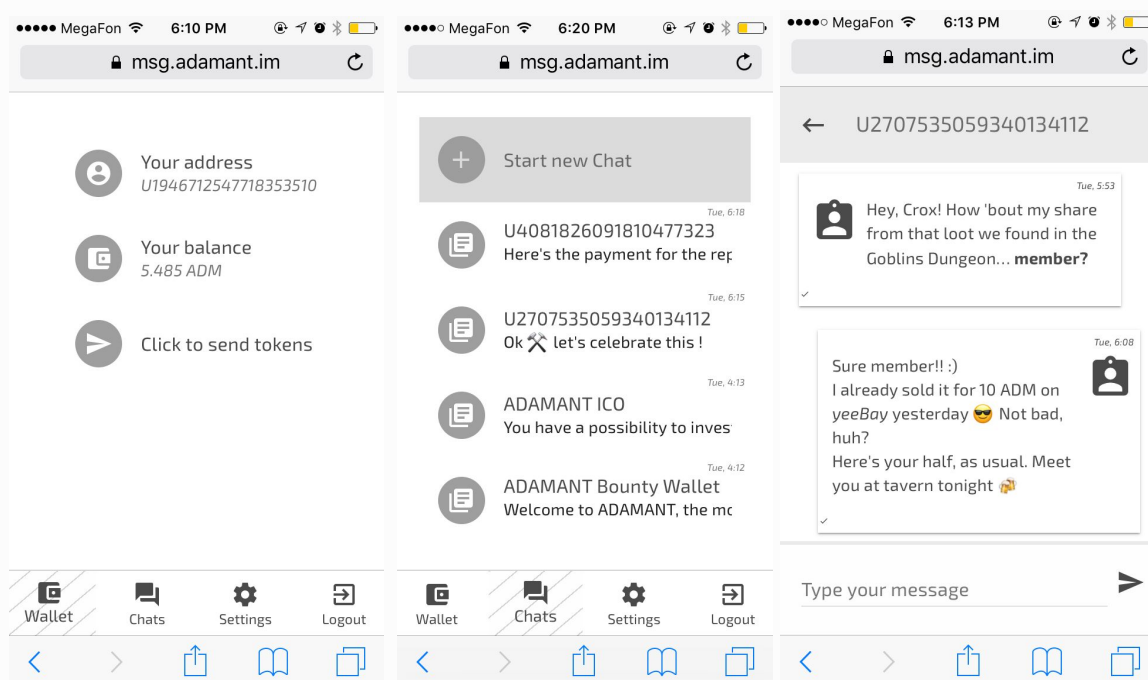 MegaFon 6:10 PM
msg.adamant.im
Your address
U1946712547718353510
Your balance
5.485 ADM
Click to send tokens
Wallet Chats Settings Logout
MegaFon 6:20 PM
msg.adamant.im
Start new Chat
Tue, 6:18
U4081826091810477323
Here's the payment for the rep
Tue, 6:15
U2707535059340134112
Ok ⚒ let's celebrate this !
Tue, 4:13
ADAMANT ICO
You have a possibility to inves
Tue, 4:12
ADAMANT Bounty Wallet
Welcome to ADAMANT, the mo
Wallet Chats Settings Logout
MegaFon 6:13 PM
msg.adamant.im
U2707535059340134112
Tue, 5:53
Hey, Crox! How 'bout my share
from that loot we found in the
Goblins Dungeon... member?
Tue, 6:08
Sure member!! :)
I already sold it for 10 ADM on
yeeBay yesterday 😎 Not bad,
huh?
Here's your half, as usual. Meet
you at tavern tonight 🍻
Type your message